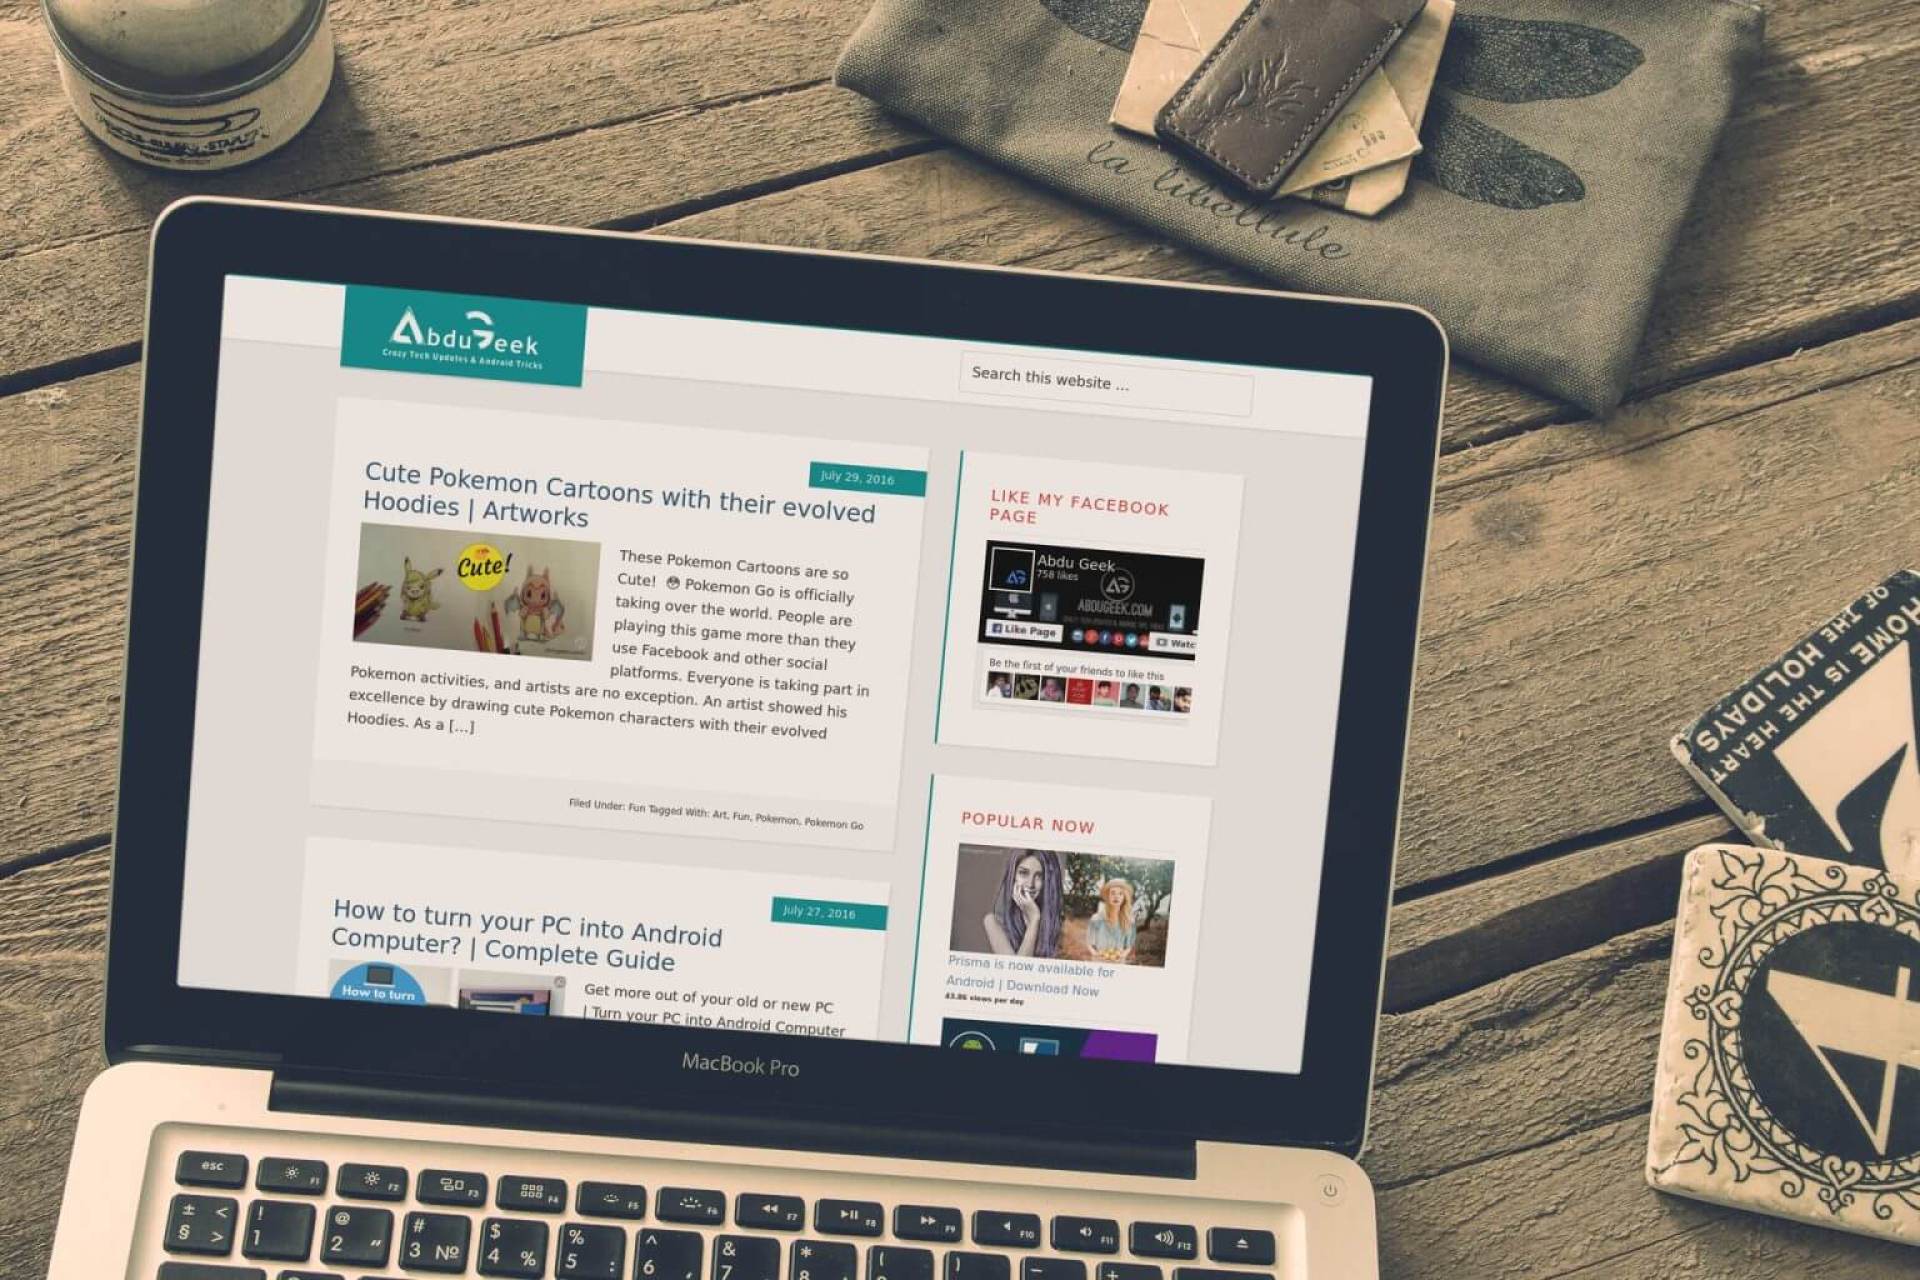 la libellule
AbduGeek
Crazy Tech Updates & Android Tricks
Search this website ...
July 29, 2016
Cute Pokemon Cartoons with their evolved
Hoodies | Artworks
Cute!
These Pokemon Cartoons are so
Cute! 😳 Pokemon Go is officially
taking over the world. People are
playing this game more than they
use Facebook and other social
platforms. Everyone is taking part in
Pokemon activities, and artists are no exception. An artist showed his
excellence by drawing cute Pokemon characters with their evolved
Hoodies. As a [...]
Filed Under: Fun Tagged With: Art, Fun, Pokemon, Pokemon Go
July 27, 2016
How to turn your PC into Android
Computer? | Complete Guide
How to turn
Get more out of your old or new PC
| Turn your PC into Android Computer
LIKE MY FACEBOOK
PAGE
Abdu Geek
758 likes
ABDUGEEK.COM
Like Page
Watc
Be the first of your friends to like this
POPULAR NOW
Prisma is now available for
Android | Download Now
43.86 views per day
HOME IS THE HEART
OF THE HOLIDAYS
MacBook Pro
esc F1 F2 F3 F4 F5 F6 F7 F8 F9 F10 F11 F12
± § < > ! 1 @ 2 " # 3 № $ 4 % % 5 : ^ 6 , & 7 * 8 ( ) – +